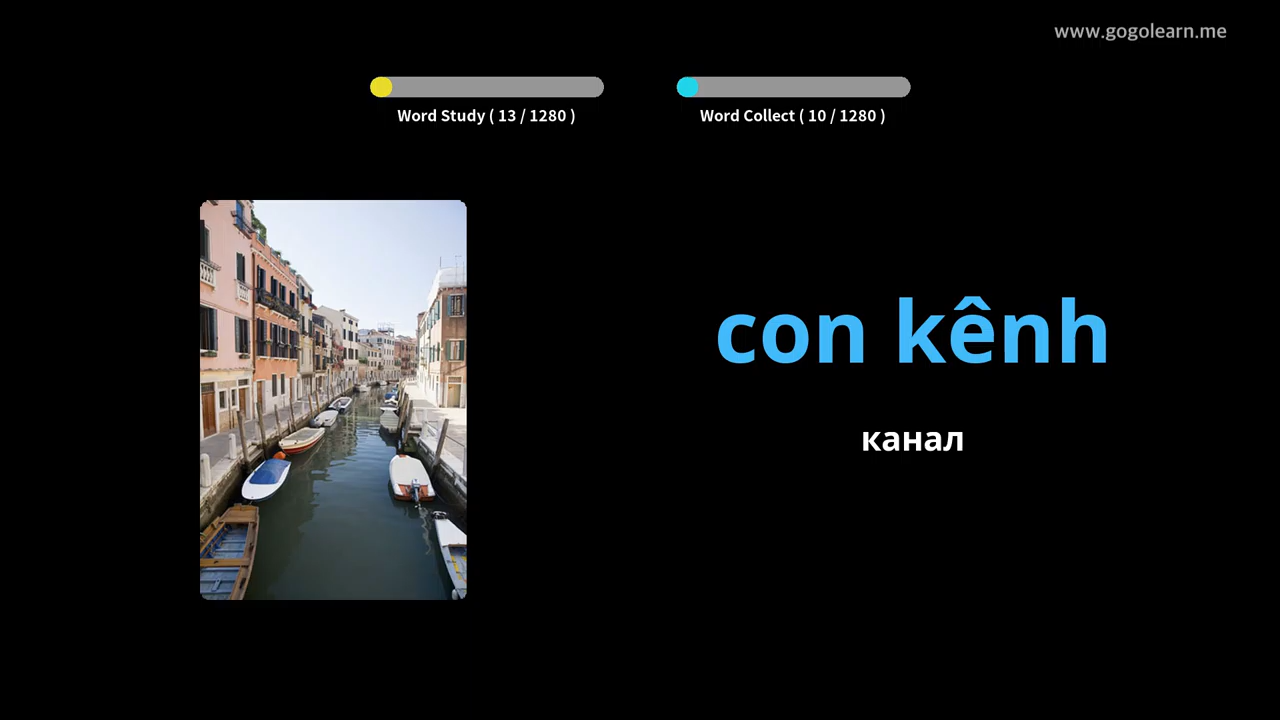 www.gogolearn.me
Word Study ( 13 / 1280 )
Word Collect ( 10 / 1280 )
con kênh
канал